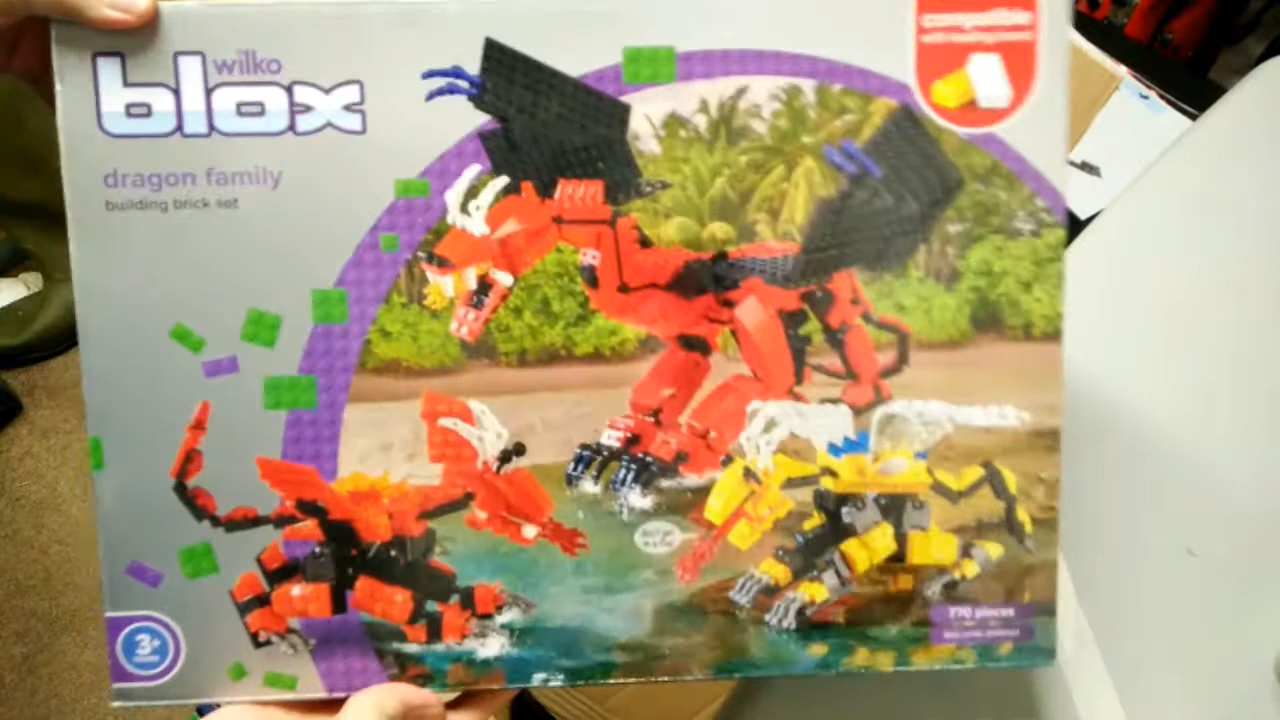 wilko
blox
dragon family
building brick set
compatible
3+
770 pieces